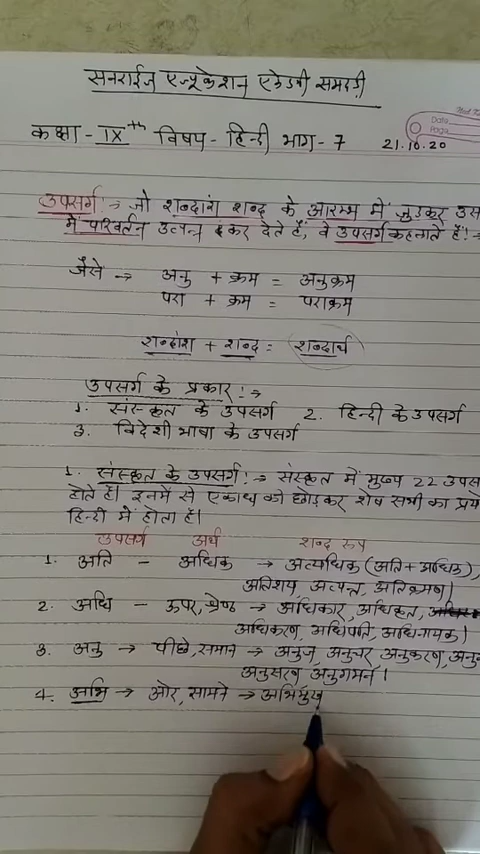 सनराईज एज्यूकेशन एकेडमी समदड़ी
Date
Page
कक्षा - IXth विषय - हिन्दी भाग - 7 21.10.20
उपसर्ग :→ जो शब्दांश शब्द के आरम्भ में जुड़कर उस
में परिवर्तन उत्पन्न कर देते हैं, वे उपसर्ग कहलाते हैं! →
जैसे → अनु + क्रम = अनुक्रम
परा + क्रम = पराक्रम
शब्दांश + शब्द = शब्दार्थ
उपसर्ग के प्रकार :→
1. संस्कृत के उपसर्ग 2. हिन्दी के उपसर्ग
3. विदेशी भाषा के उपसर्ग
1. संस्कृत के उपसर्ग :→ संस्कृत में मुख्य 22 उपस
होते हैं। इनमें से एकाध को छोड़कर शेष सभी का प्रयो
हिन्दी में होता है।
उपसर्ग अर्थ शब्द रूप
1. अति - अधिक → अत्यधिक (अति + अधिक),
अतिशय अत्यन्त, अतिक्रमण।
2. अधि - ऊपर, श्रेष्ठ → अधिकार, अधिकृत,
अधिकरण, अधिपति, अधिनायक।
3. अनु → पीछे, समान → अनुज, अनुचर अनुकरण, अनु
अनुसरण, अनुगमन।
4. अभि → ओर, सामने → अभिमुख